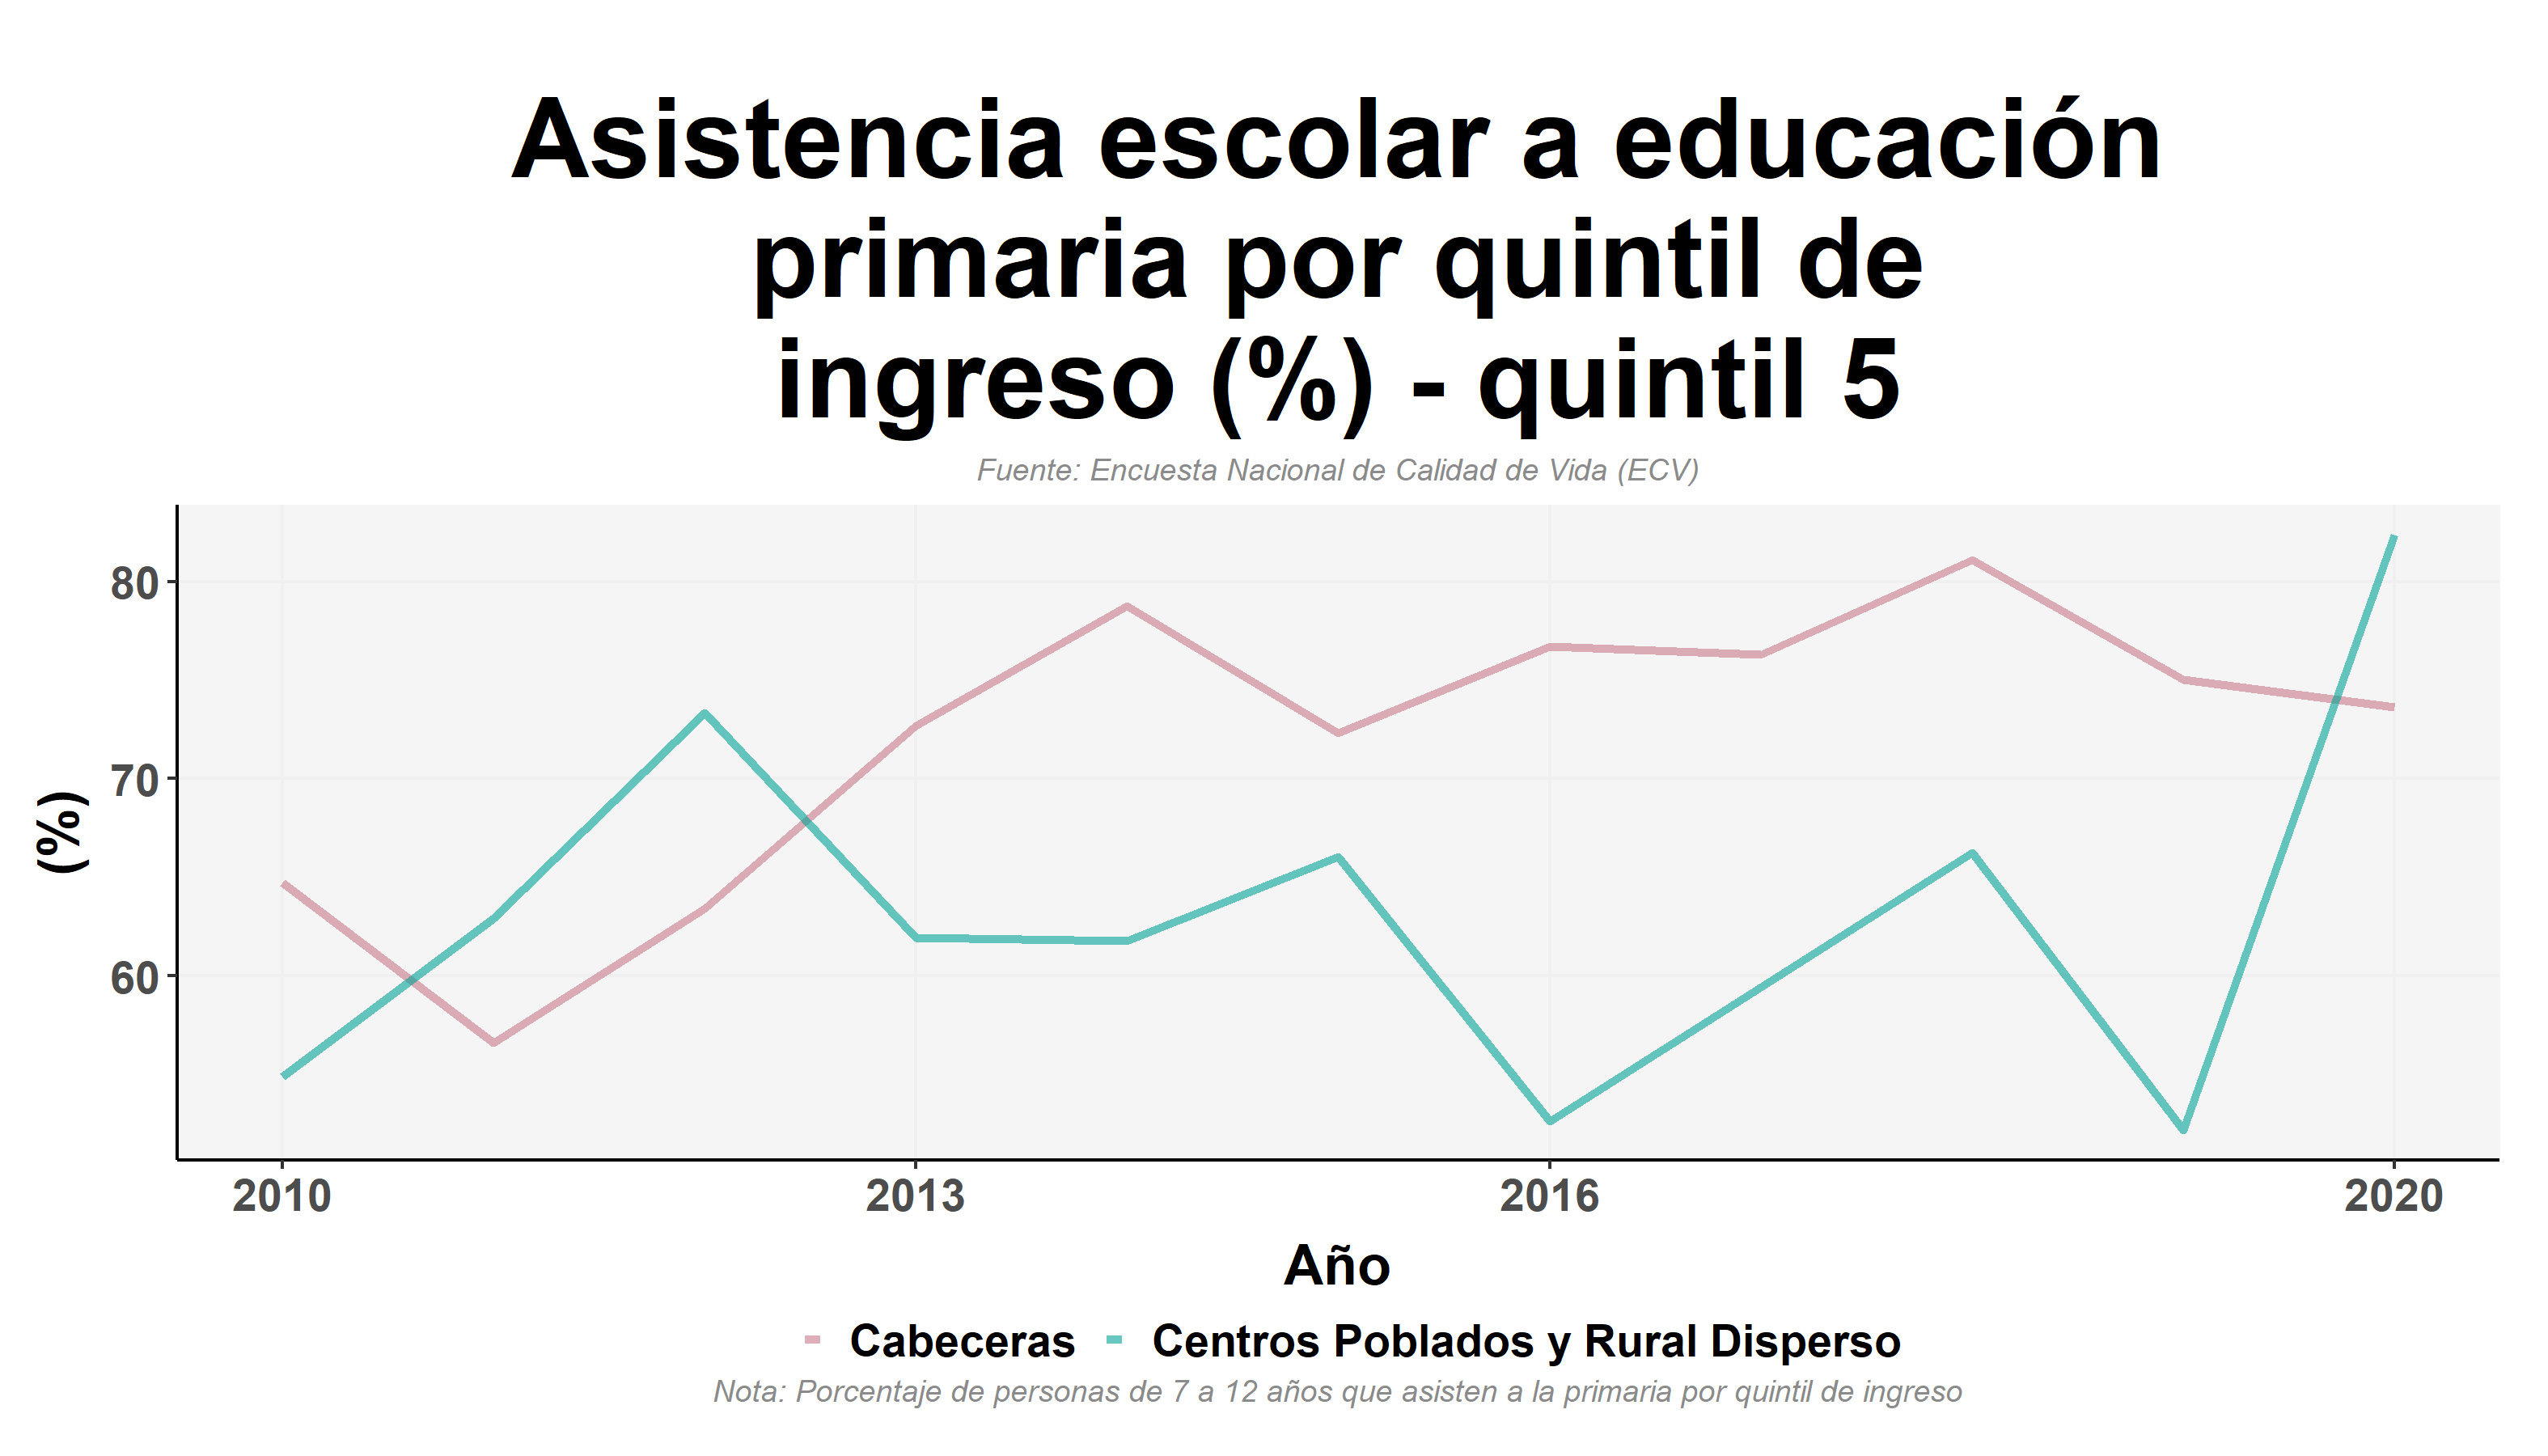 Asistencia escolar a educación
primaria por quintil de
ingreso (%) - quintil 5
Fuente: Encuesta Nacional de Calidad de Vida (ECV)
80
70
60
(%)
2010
2013
2016
2020
Año
Cabeceras
Centros Poblados y Rural Disperso
Nota: Porcentaje de personas de 7 a 12 años que asisten a la primaria por quintil de ingreso